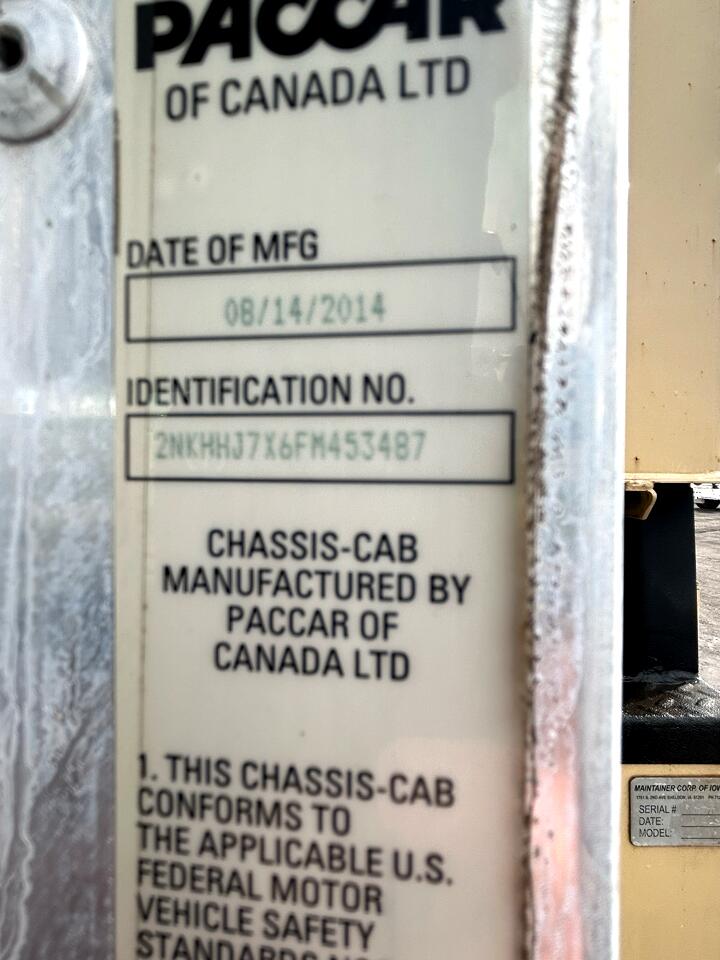 PACCAR
OF CANADA LTD
DATE OF MFG
08/14/2014
IDENTIFICATION NO.
2NKHHJ7X6FM453487
CHASSIS-CAB
MANUFACTURED BY
PACCAR OF
CANADA LTD
1. THIS CHASSIS-CAB
CONFORMS TO
THE APPLICABLE U.S.
FEDERAL MOTOR
VEHICLE SAFETY
STANDARDS
MAINTAINER CORP. OF
SERIAL #
DATE:
MODEL: